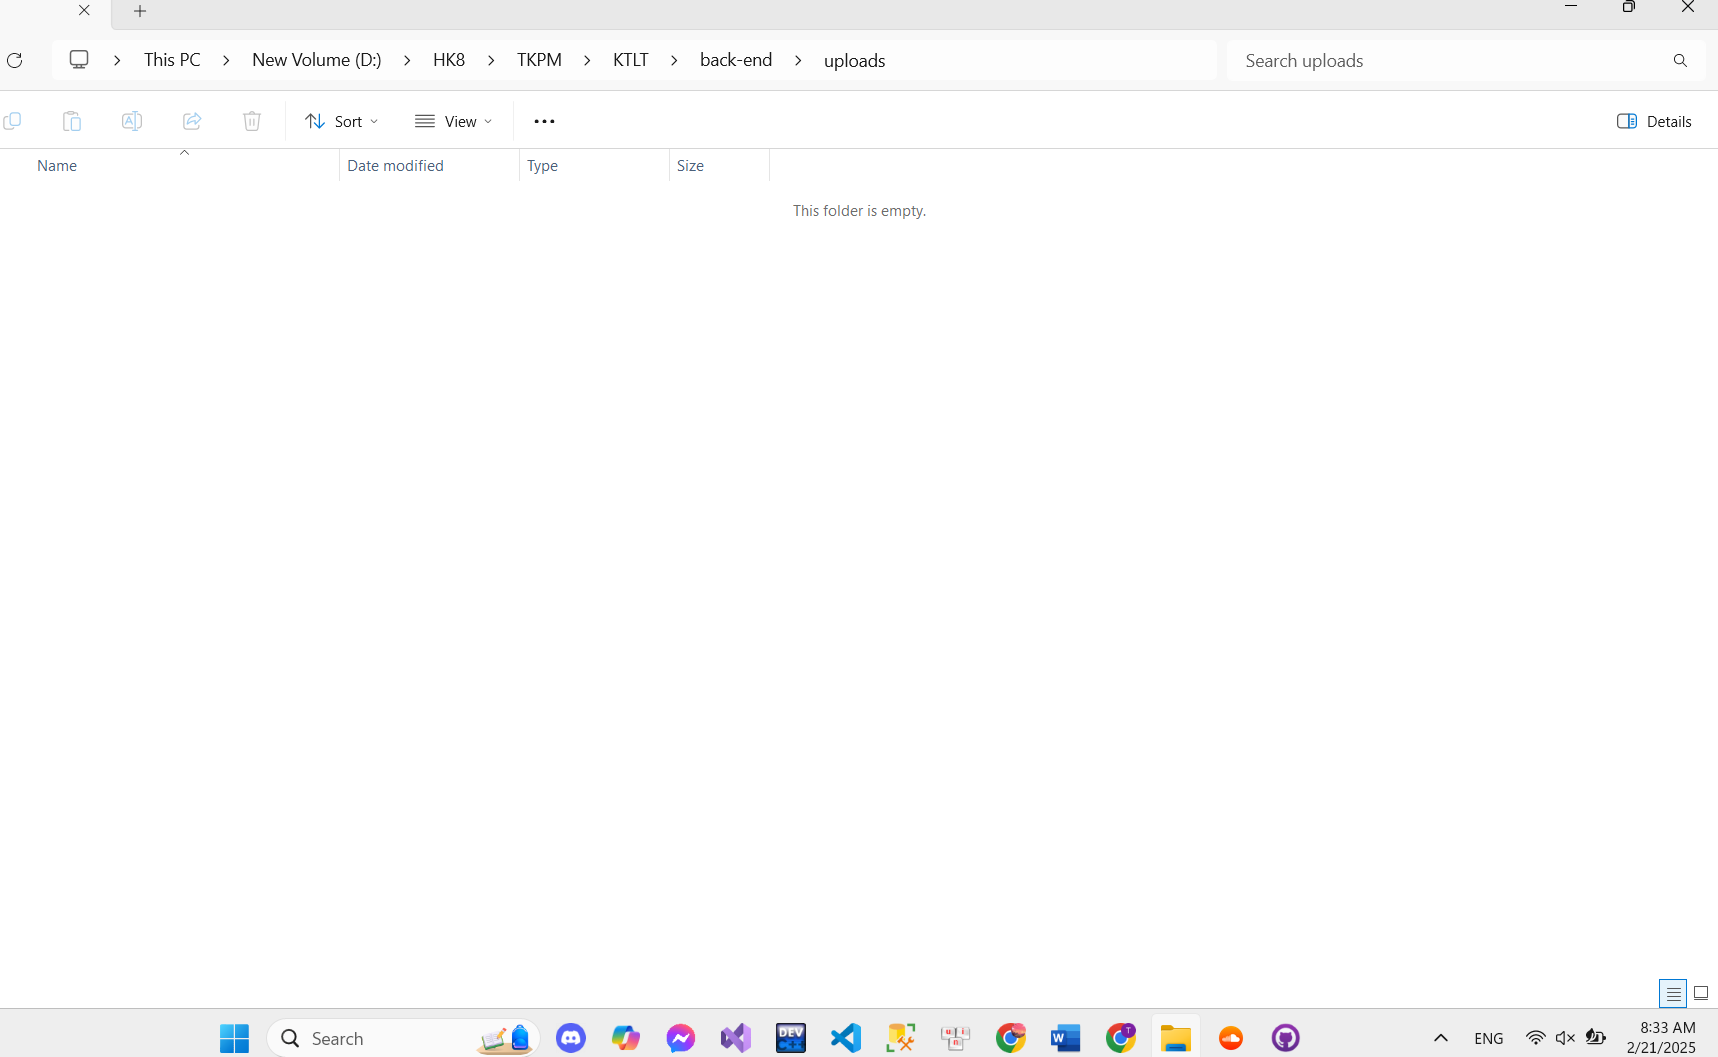 This PC > New Volume (D:) > HK8 > TKPM > KTLT > back-end > uploads
Search uploads
Sort
View
Details
Name
Date modified
Type
Size
This folder is empty.
Search
DEV
C++
W
T
ENG
8:33 AM
2/21/2025